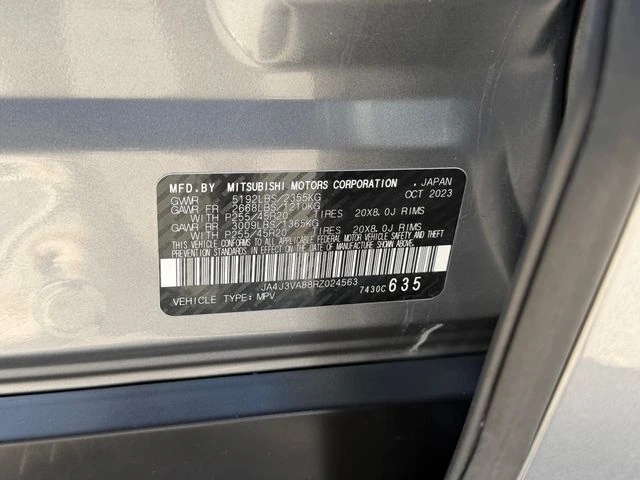 MFD.BY MITSUBISHI MOTORS CORPORATION , JAPAN
GVWR 5192LBS/2355KG OCT 2023
GAWR FR 2668LBS/1210KG
WITH P255/45R20 TIRES 20X8.0J RIMS
GAWR RR 3009LBS/1365KG
WITH P255/45R20 TIRES 20X8.0J RIMS
THIS VEHICLE CONFORMS TO ALL APPLICABLE FEDERAL MOTOR VEHICLE SAFETY AND THEFT
PREVENTION STANDARDS IN EFFECT ON THE DATE OF MANUFACTURE SHOWN ABOVE.
JA4J3VA88RZ024563
VEHICLE TYPE: MPV 7430C 635